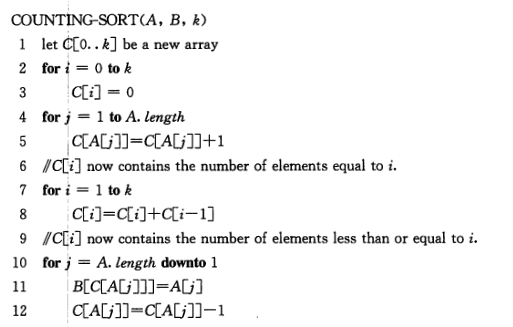 COUNTING-SORT(A, B, k)
1 let C[0..k] be a new array
2 for i = 0 to k
3 C[i] = 0
4 for j = 1 to A. length
5 C[A[j]]=C[A[j]]+1
6 //C[i] now contains the number of elements equal to i.
7 for i = 1 to k
8 C[i]=C[i]+C[i-1]
9 //C[i] now contains the number of elements less than or equal to i.
10 for j = A. length downto 1
11 B[C[A[j]]]=A[j]
12 C[A[j]]=C[A[j]]-1